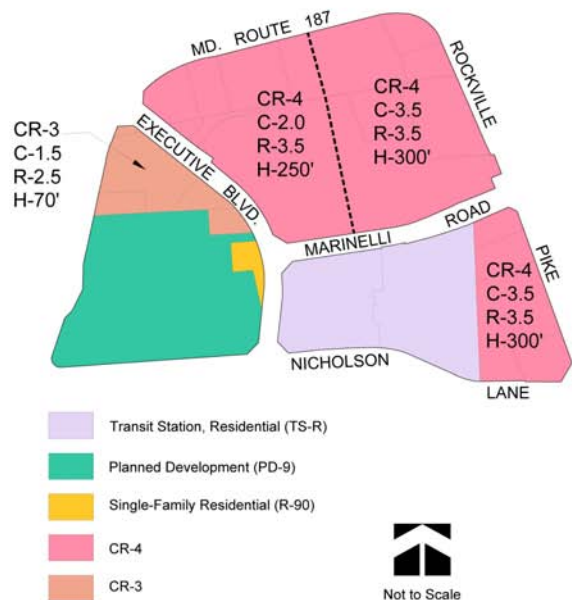 MD. ROUTE 187
ROCKVILLE
CR-4
C-3.5
R-3.5
H-300'
CR-4
C-2.0
R-3.5
H-250'
EXECUTIVE BLVD.
CR-3
C-1.5
R-2.5
H-70'
MARINELLI ROAD
PIKE
CR-4
C-3.5
R-3.5
H-300'
NICHOLSON LANE
Transit Station, Residential (TS-R)
Planned Development (PD-9)
Single-Family Residential (R-90)
CR-4
CR-3
Not to Scale